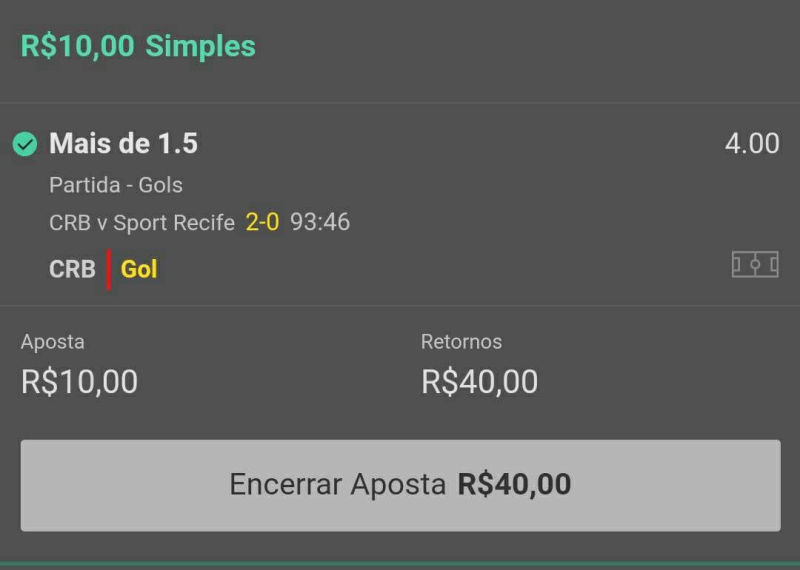 R$10,00 Simples
Mais de 1.5 4.00
Partida - Gols
CRB v Sport Recife 2-0 93:46
CRB Gol
Aposta Retornos
R$10,00 R$40,00
Encerrar Aposta R$40,00